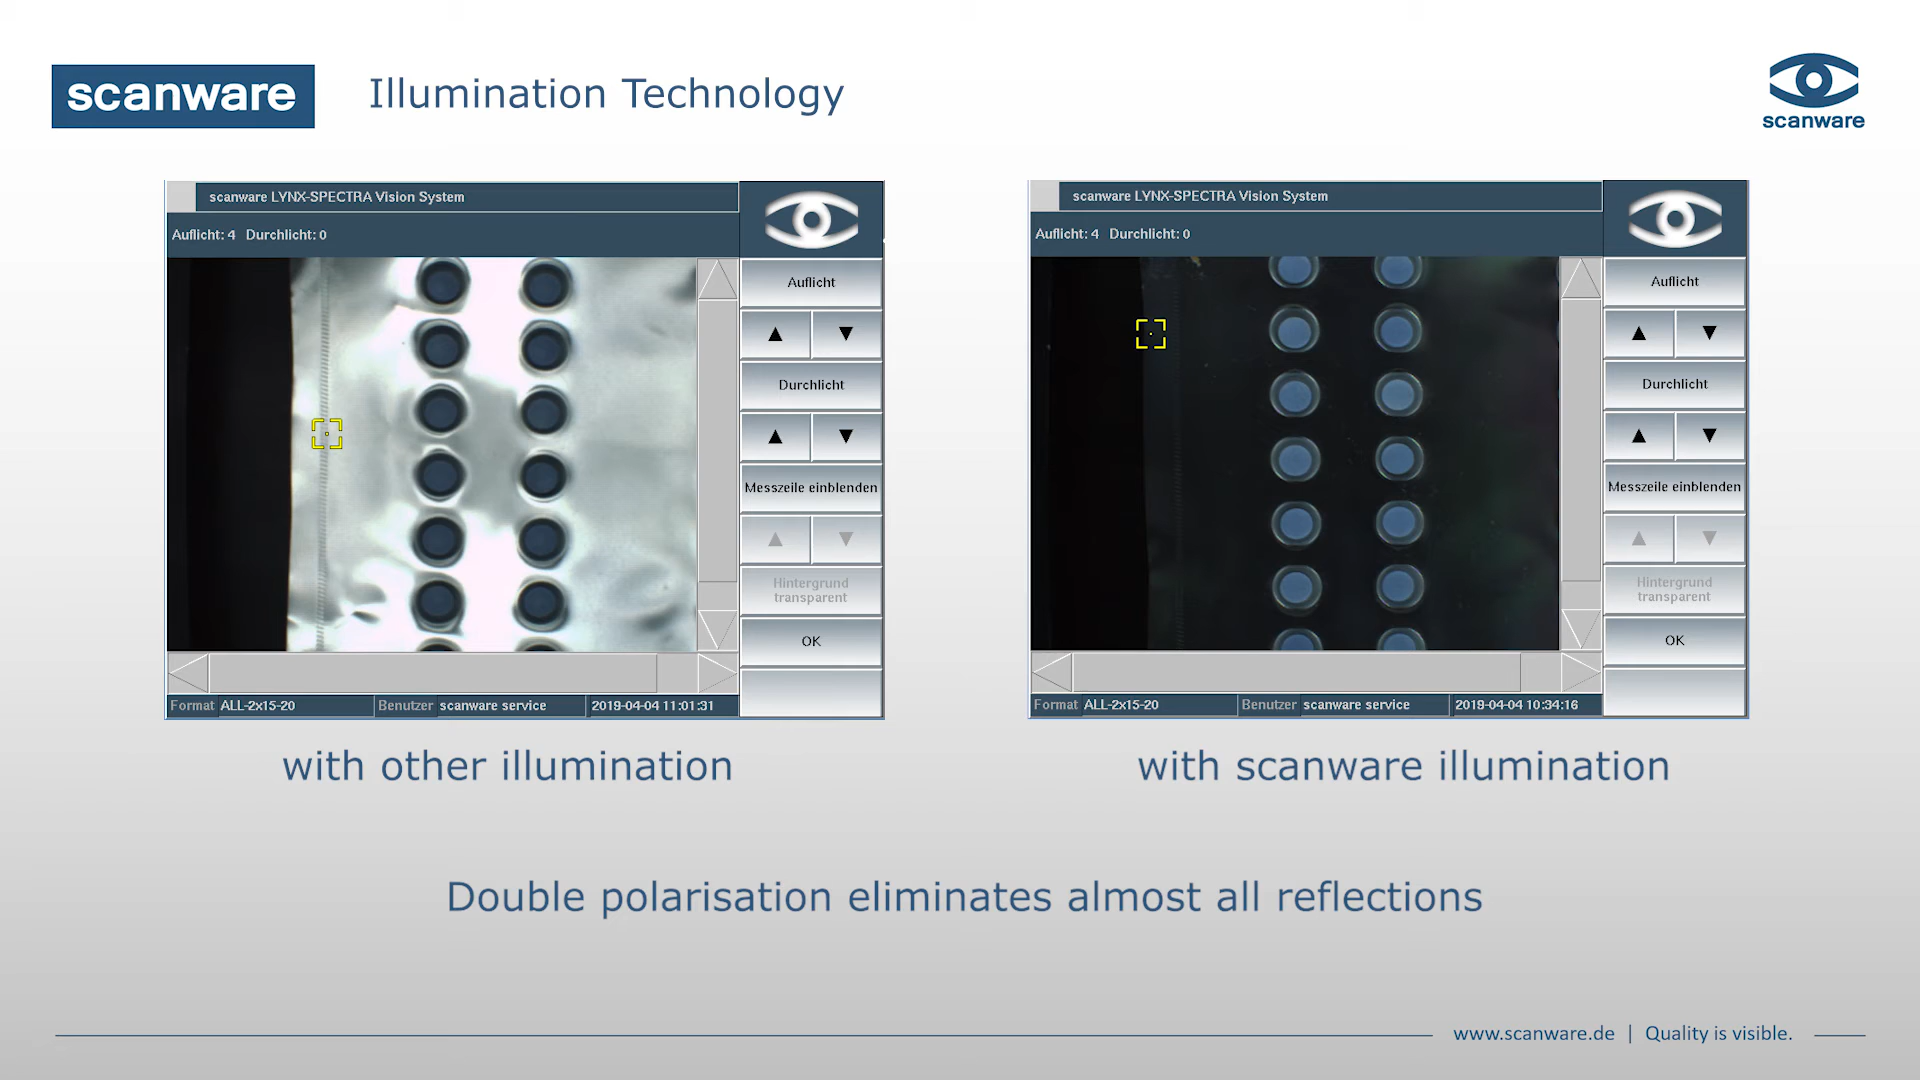 scanware
Illumination Technology
scanware
scanware LYNX-SPECTRA Vision System
Auflicht: 4 Durchlicht: 0
Auflicht
Durchlicht
Messzeile einblenden
Hintergrund
transparent
OK
Format ALL-2x15-20 Benutzer scanware service 2019-04-04 11:01:31
scanware LYNX-SPECTRA Vision System
Auflicht: 4 Durchlicht: 0
Auflicht
Durchlicht
Messzeile einblenden
Hintergrund
transparent
OK
Format ALL-2x15-20 Benutzer scanware service 2019-04-04 10:34:16
with other illumination
with scanware illumination
Double polarisation eliminates almost all reflections
www.scanware.de | Quality is visible.